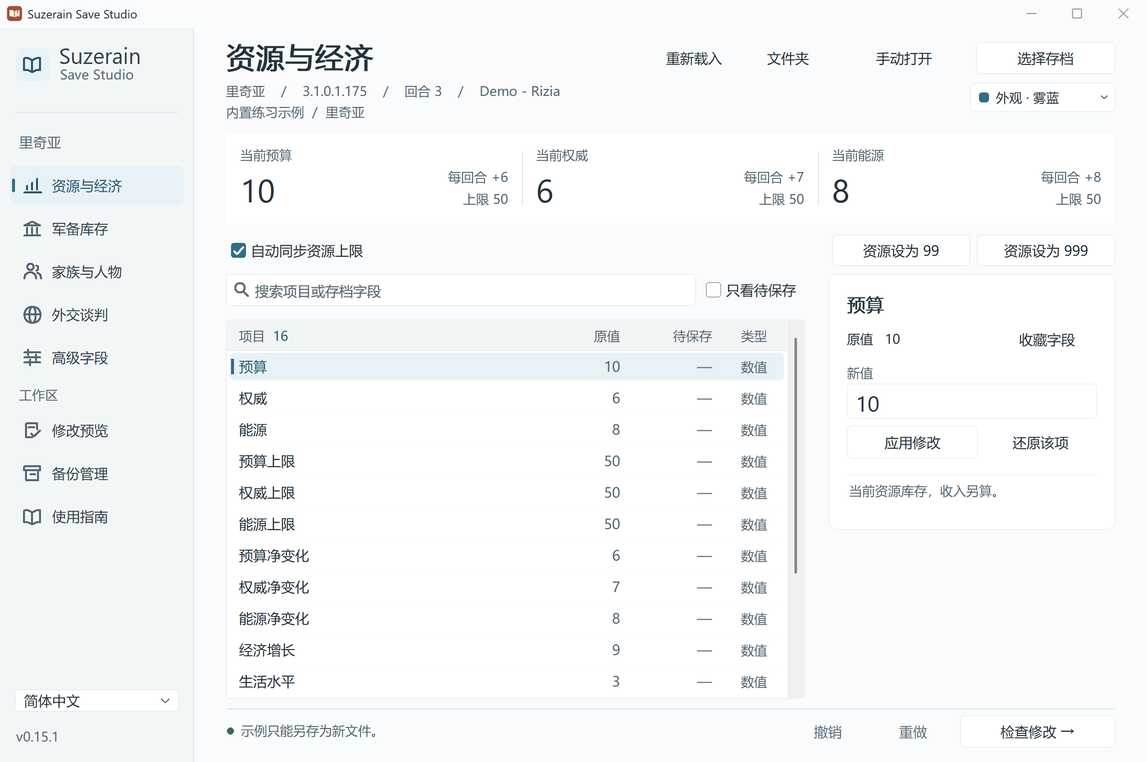 Suzerain Save Studio
Suzerain
Save Studio
里奇亚
资源与经济
军备库存
家族与人物
外交谈判
高级字段
工作区
修改预览
备份管理
使用指南
简体中文
v0.15.1
资源与经济
重新载入 文件夹 手动打开 选择存档
里奇亚 / 3.1.0.1.175 / 回合 3 / Demo - Rizia
外观 · 雾蓝
内置练习示例 / 里奇亚
当前预算
10
每回合 +6
上限 50
当前权威
6
每回合 +7
上限 50
当前能源
8
每回合 +8
上限 50
自动同步资源上限
资源设为 99 资源设为 999
搜索项目或存档字段
只看待保存
项目 16 原值 待保存 类型
预算 10 — 数值
权威 6 — 数值
能源 8 — 数值
预算上限 50 — 数值
权威上限 50 — 数值
能源上限 50 — 数值
预算净变化 6 — 数值
权威净变化 7 — 数值
能源净变化 8 — 数值
经济增长 9 — 数值
生活水平 3 — 数值
预算
原值 10 收藏字段
新值
10
应用修改 还原该项
当前资源库存，收入另算。
示例只能另存为新文件。
撤销 重做 检查修改 →